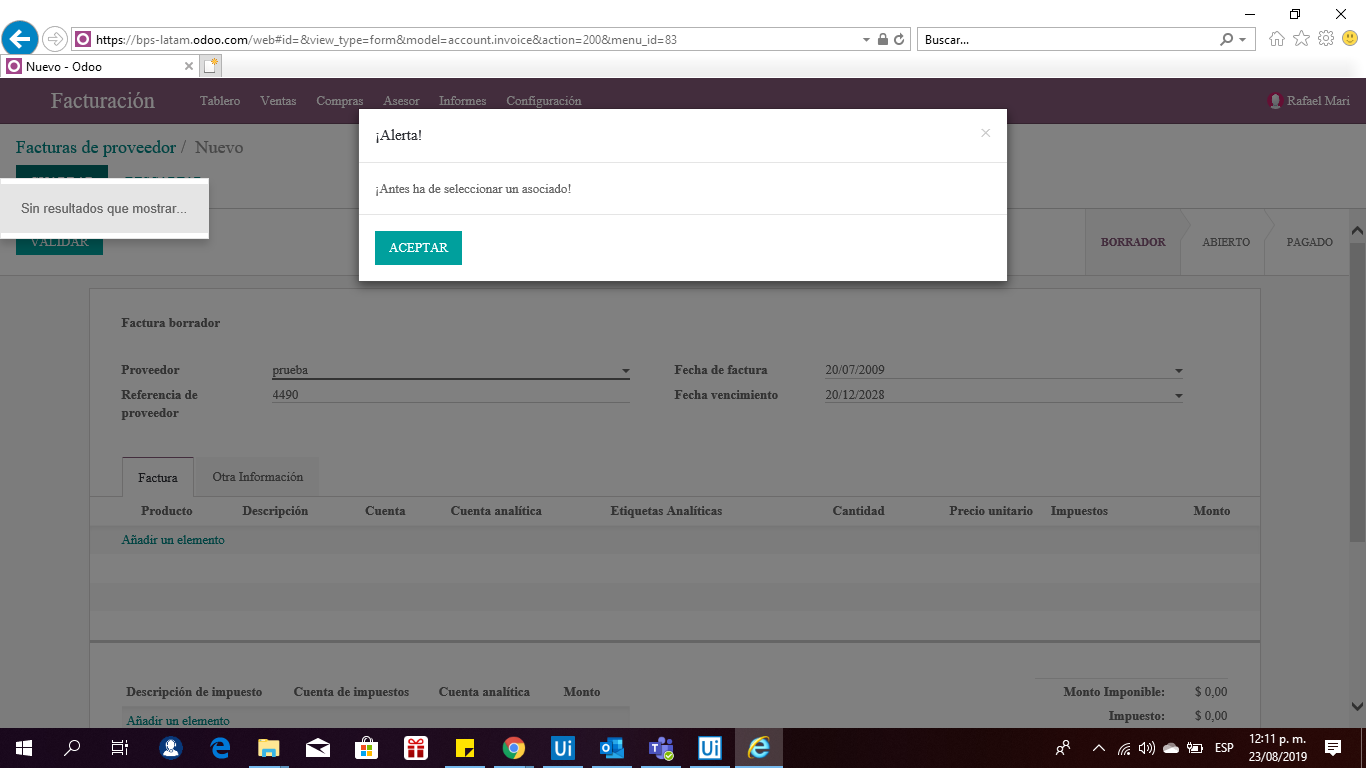 https://bps-latam.odoo.com/web#id=&view_type=form&model=account.invoice&action=200&menu_id=83
Buscar...
Nuevo - Odoo
Facturación Tablero Ventas Compras Asesor Informes Configuración Rafael Mari
¡Alerta!
Facturas de proveedor / Nuevo
¡Antes ha de seleccionar un asociado!
Sin resultados que mostrar...
VALIDAR
ACEPTAR
BORRADOR ABIERTO PAGADO
Factura borrador
Proveedor prueba Fecha de factura 20/07/2009
Referencia de proveedor 4490 Fecha vencimiento 20/12/2028
Factura Otra Información
Producto Descripción Cuenta Cuenta analítica Etiquetas Analíticas Cantidad Precio unitario Impuestos Monto
Añadir un elemento
Descripción de impuesto Cuenta de impuestos Cuenta analítica Monto Monto Imponible: $ 0,00
Añadir un elemento Impuesto: $ 0,00
Ui Ui ESP 12:11 p. m.
23/08/2019